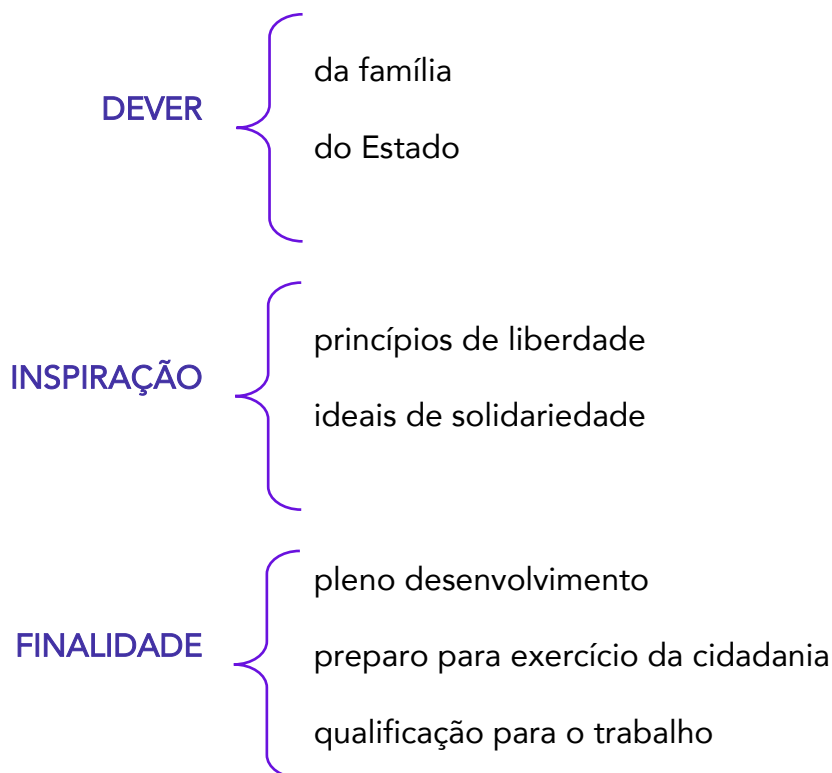 DEVER
da família
do Estado
INSPIRAÇÃO
princípios de liberdade
ideais de solidariedade
FINALIDADE
pleno desenvolvimento
preparo para exercício da cidadania
qualificação para o trabalho